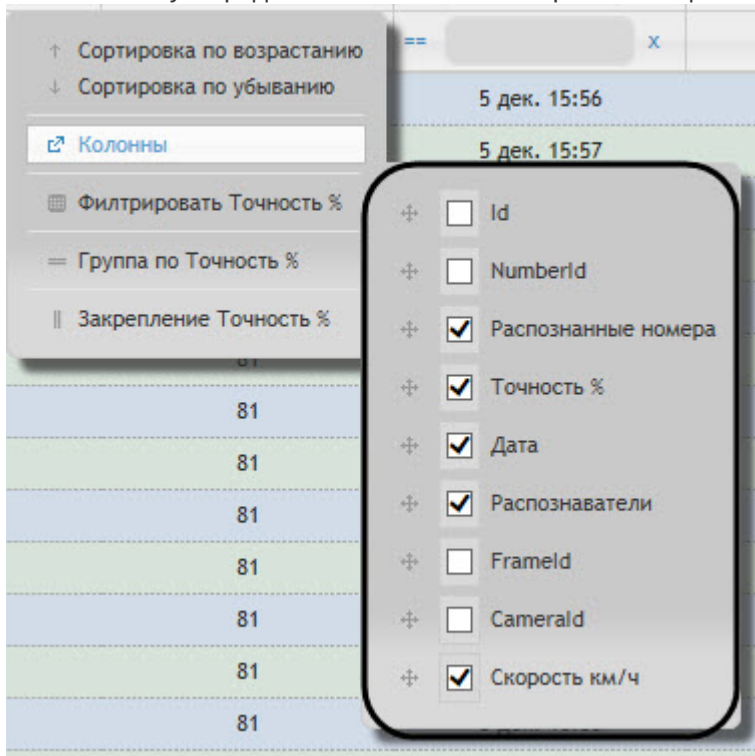 ↑ Сортировка по возрастанию
== x
↓ Сортировка по убыванию
5 дек. 15:56
Колонны
5 дек. 15:57
Филтрировать Точность %
Id
Группа по Точность %
NumberId
Закрепление Точность %
Распознанные номера
Точность %
81
Дата
81
Распознаватели
81
81
FrameId
81
CameraId
81
Скорость км/ч
81